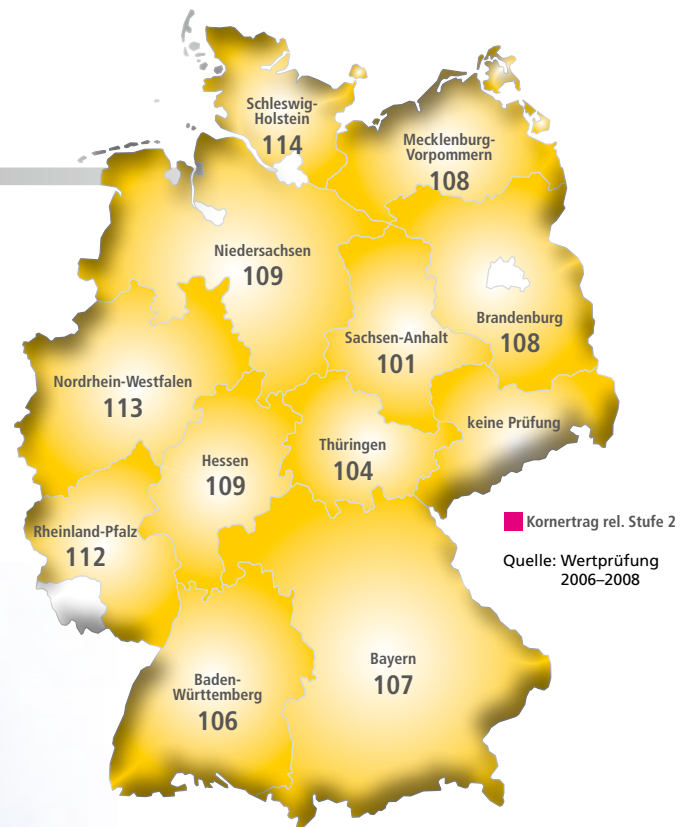 Schleswig-
Holstein
114
Mecklenburg-
Vorpommern
108
Niedersachsen
109
Brandenburg
108
Sachsen-Anhalt
101
Nordrhein-Westfalen
113
keine Prüfung
Thüringen
104
Hessen
109
Rheinland-Pfalz
112
Kornertrag rel. Stufe 2
Quelle: Wertprüfung
2006–2008
Bayern
107
Baden-
Württemberg
106